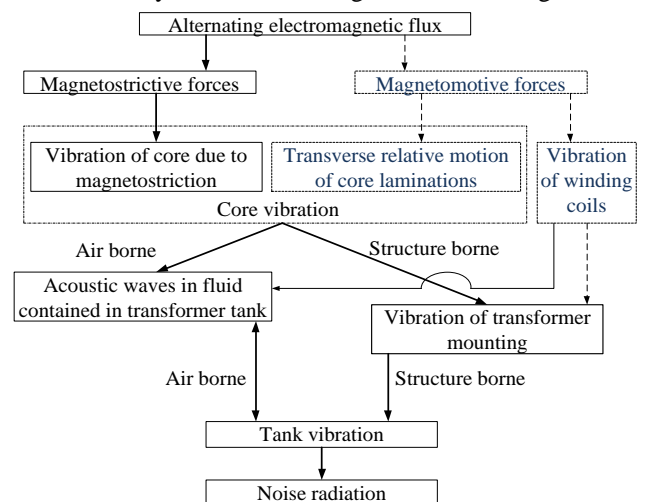 Alternating electromagnetic flux
Magnetostrictive forces
Magnetomotive forces
Vibration of core due to
magnetostriction
Transverse relative motion
of core laminations
Vibration
of winding
coils
Core vibration
Air borne
Structure borne
Acoustic waves in fluid
contained in transformer tank
Vibration of transformer
mounting
Air borne
Structure borne
Tank vibration
Noise radiation